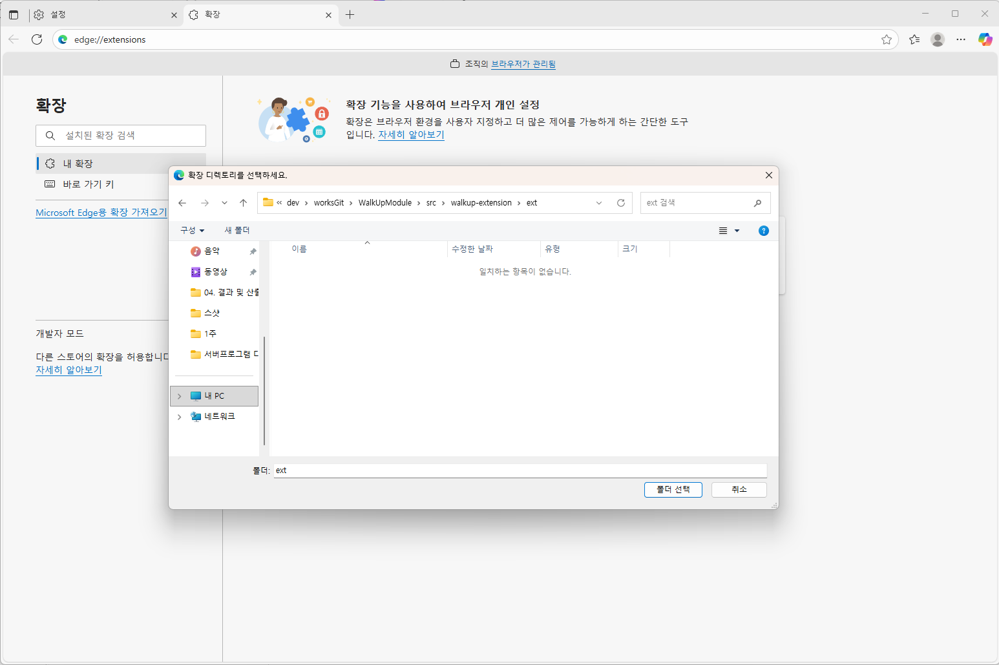 설정
확장
edge://extensions
조직의 브라우저가 관리됨
확장
설치된 확장 검색
내 확장
바로 가기 키
Microsoft Edge용 확장 가져오기
개발자 모드
다른 스토어의 확장을 허용합니다
자세히 알아보기
확장 기능을 사용하여 브라우저 개인 설정
확장은 브라우저 환경을 사용자 지정하고 더 많은 제어를 가능하게 하는 간단한 도구
입니다. 자세히 알아보기
확장 디렉토리를 선택하세요.
« dev › worksGit › WalkUpModule › src › walkup-extension › ext
ext 검색
구성 새 폴더
음악
동영상
04. 결과 및 산출
스샷
1주
서버프로그램 디
내 PC
네트워크
이름 수정한 날짜 유형 크기
일치하는 항목이 없습니다.
폴더: ext
폴더 선택 취소